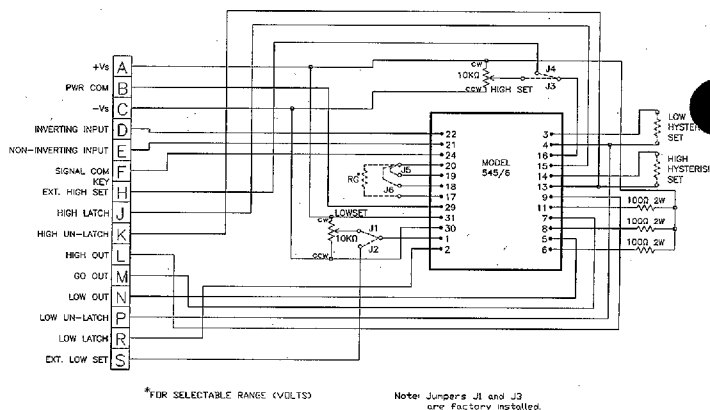 +Vs A
PWR COM B
-Vs C
INVERTING INPUT D
NON-INVERTING INPUT E
SIGNAL COM F
KEY
EXT. HIGH SET H
HIGH LATCH J
HIGH UN-LATCH K
HIGH OUT L
GO OUT M
LOW OUT N
LOW UN-LATCH P
LOW LATCH R
EXT. LOW SET S
CW
10KΩ
CCW
HIGH SET
J4
J3
RG
J5
J6
LOWSET
CW
10KΩ
CCW
J1
J2
22
21
24
20
19
18
17
29
31
30
1
2
MODEL
545/6
3
4
16
15
14
13
9
11
7
8
5
6
LOW
HYSTER
SET
HIGH
HYSTERISI
SET
100Ω 2W
100Ω 2W
100Ω 2W
*FOR SELECTABLE RANGE (VOLTS)
Note: Jumpers J1 and J3
are factory installed.